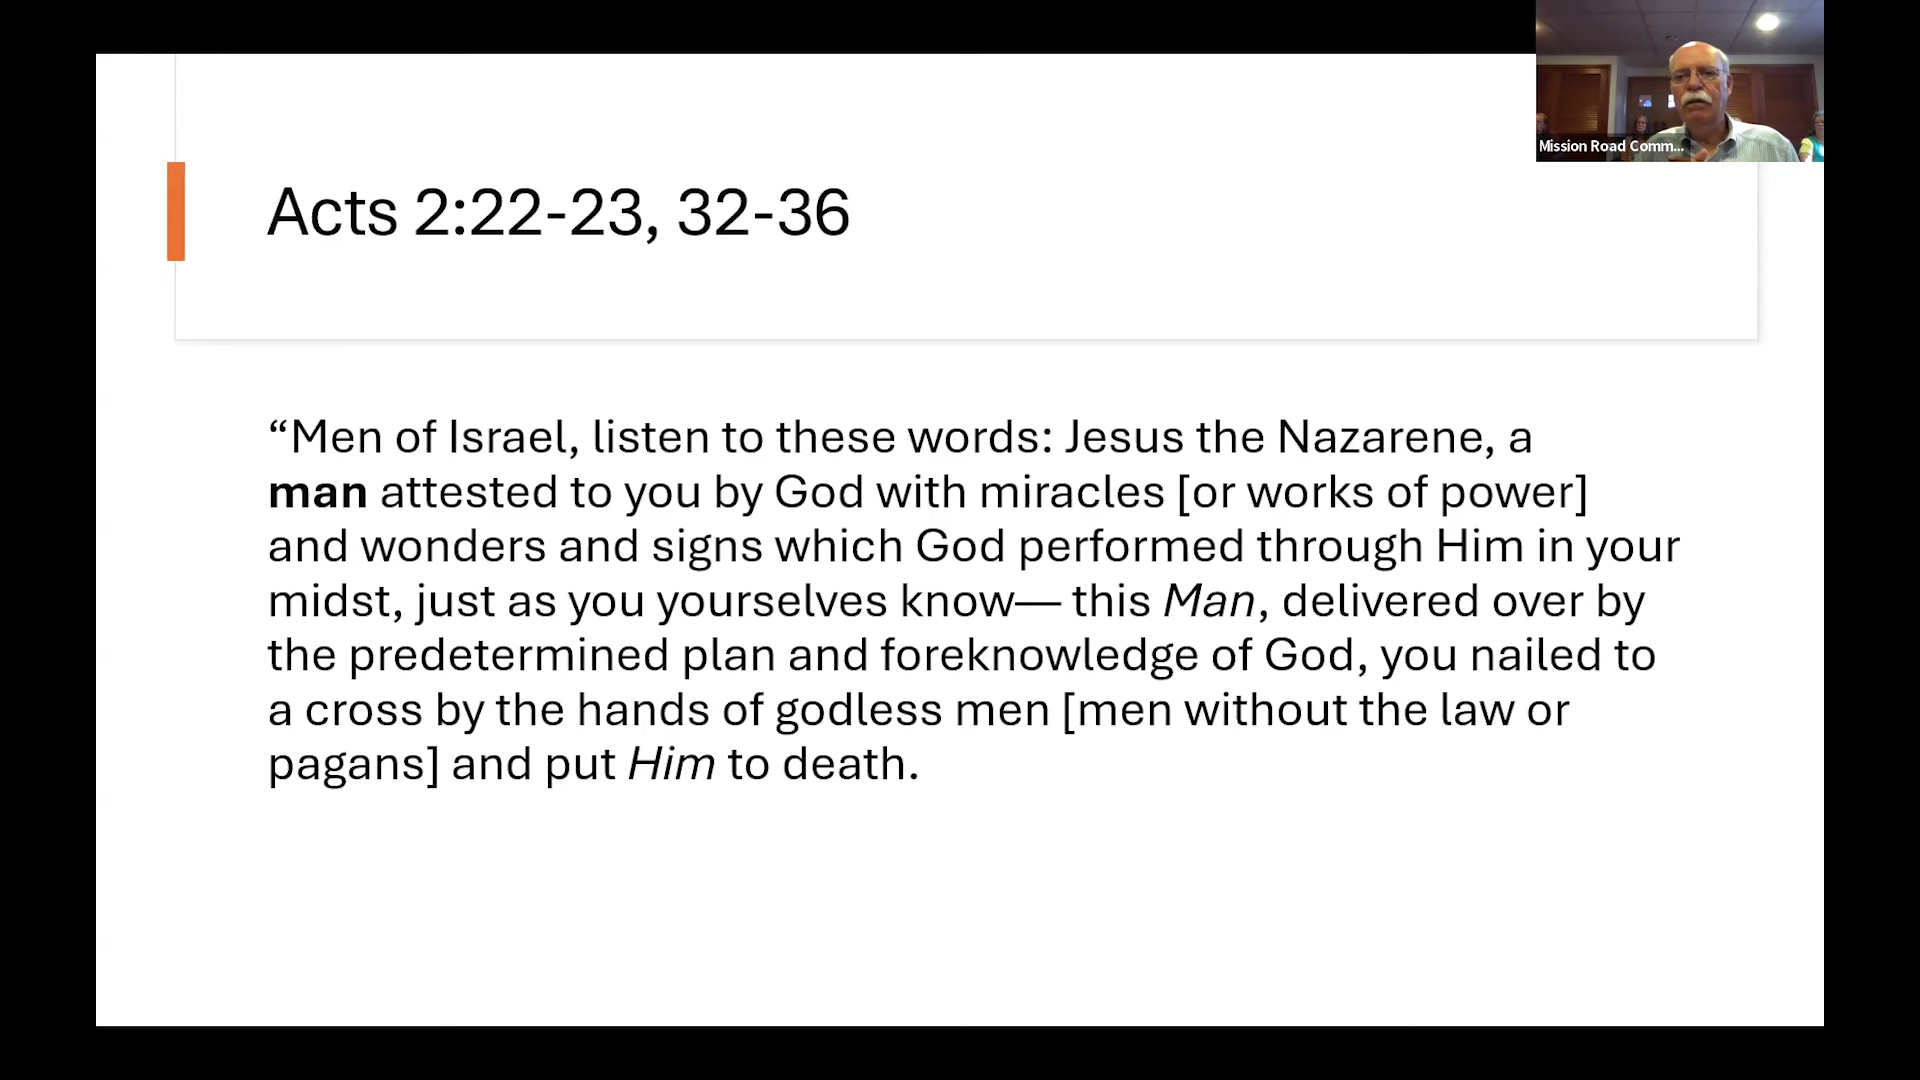 Mission Road Comm...
Acts 2:22-23, 32-36
“Men of Israel, listen to these words: Jesus the Nazarene, a
man attested to you by God with miracles [or works of power]
and wonders and signs which God performed through Him in your
midst, just as you yourselves know— this Man, delivered over by
the predetermined plan and foreknowledge of God, you nailed to
a cross by the hands of godless men [men without the law or
pagans] and put Him to death.